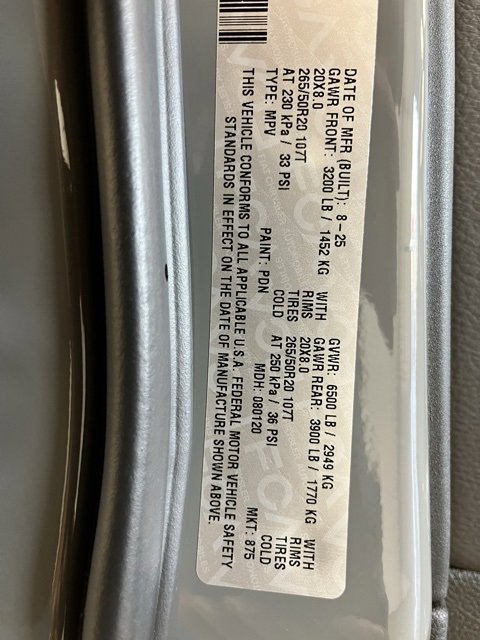 DATE OF MFR (BUILT): 8-25 GVWR: 6500 LB / 2949 KG
GAWR FRONT: 3200 LB / 1452 KG WITH GAWR REAR: 3900 LB / 1770 KG WITH
20X8.0 RIMS 20X8.0 RIMS
265/50R20 107T TIRES 265/50R20 107T TIRES
AT 230 kPa / 33 PSI COLD AT 250 kPa / 36 PSI COLD
TYPE: MPV PAINT: PDN MDH: 080120 MKT: 875
THIS VEHICLE CONFORMS TO ALL APPLICABLE U.S.A. FEDERAL MOTOR VEHICLE SAFETY
STANDARDS IN EFFECT ON THE DATE OF MANUFACTURE SHOWN ABOVE.